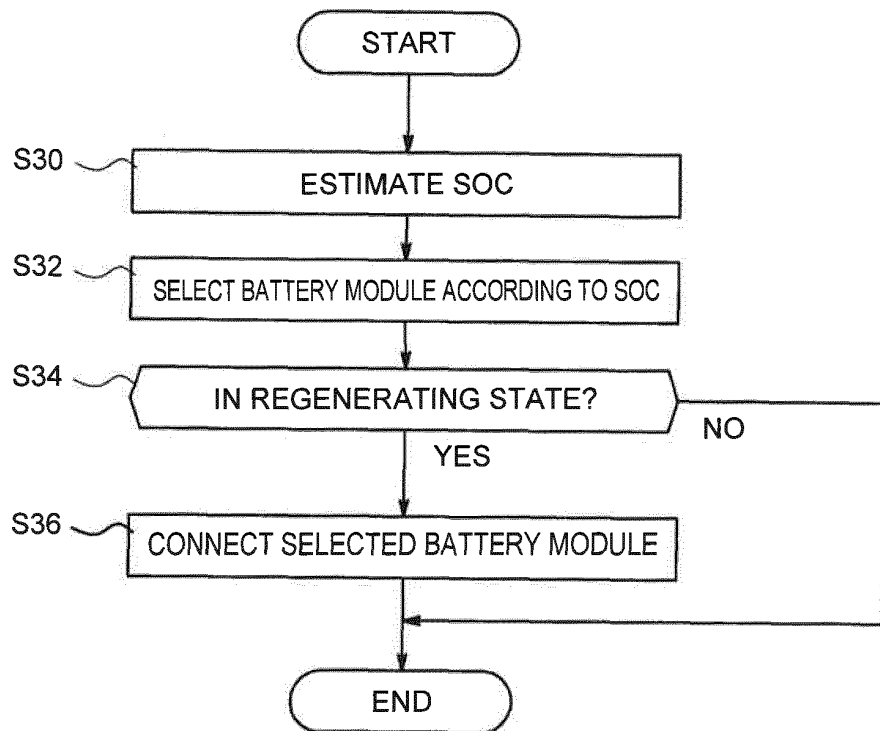 START
S30
ESTIMATE SOC
S32
SELECT BATTERY MODULE ACCORDING TO SOC
S34
IN REGENERATING STATE?
NO
YES
S36
CONNECT SELECTED BATTERY MODULE
END